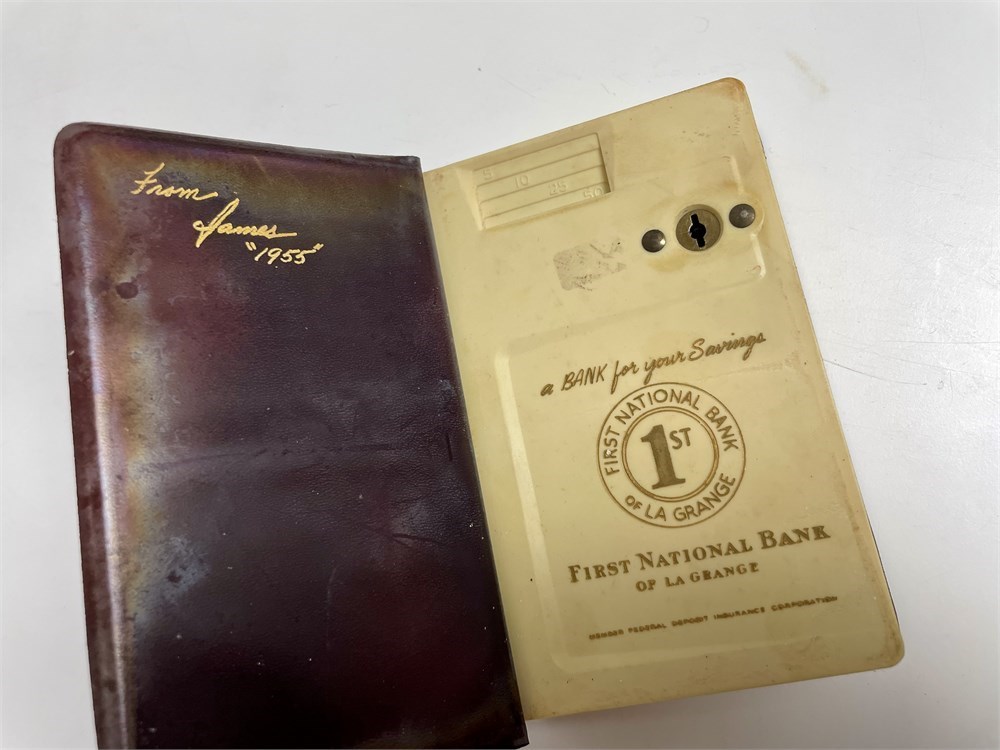 From
James
"1955"
5 10 25 50
a BANK for your Savings
FIRST NATIONAL BANK
1ST
OF LA GRANGE
FIRST NATIONAL BANK
OF LA GRANGE
MEMBER FEDERAL DEPOSIT INSURANCE CORPORATION